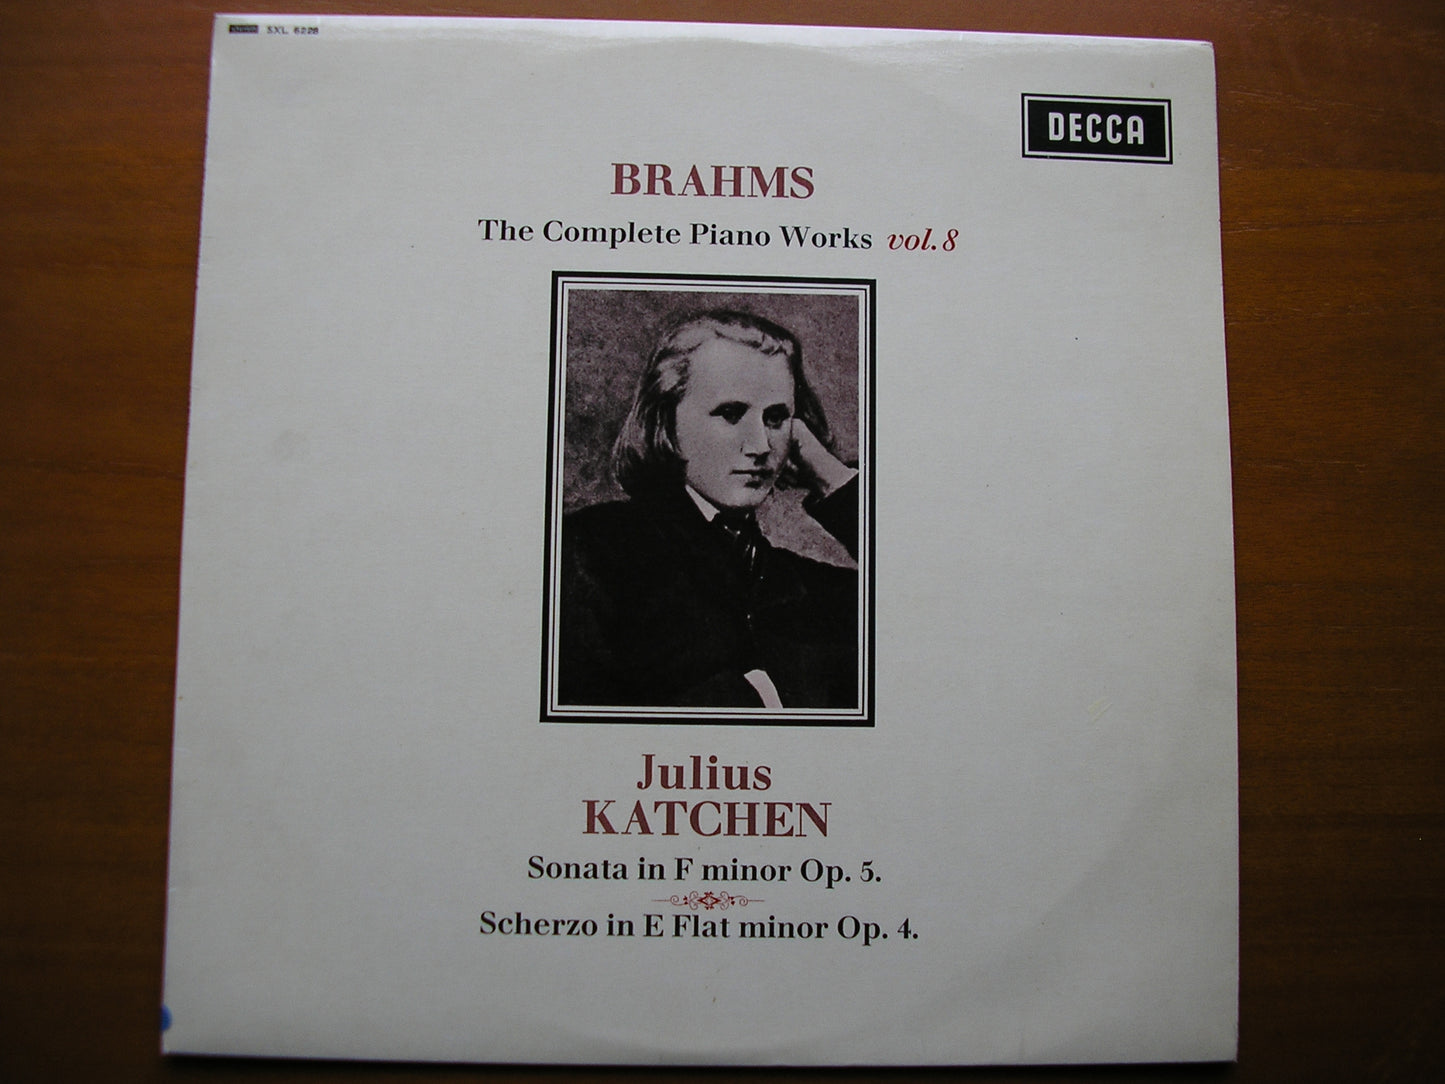 STEREO SXL 6228
DECCA
BRAHMS
The Complete Piano Works vol. 8
Julius
KATCHEN
Sonata in F minor Op. 5.
Scherzo in E Flat minor Op. 4.